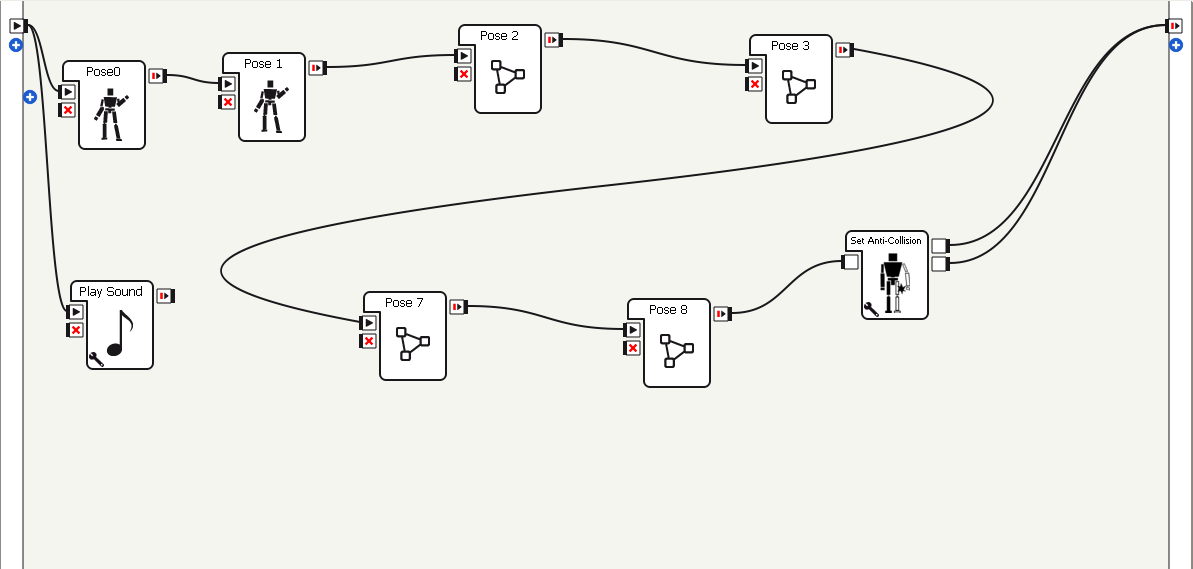 Pose0
Pose 1
Pose 2
Pose 3
Play Sound
Pose 7
Pose 8
Set Anti-Collision